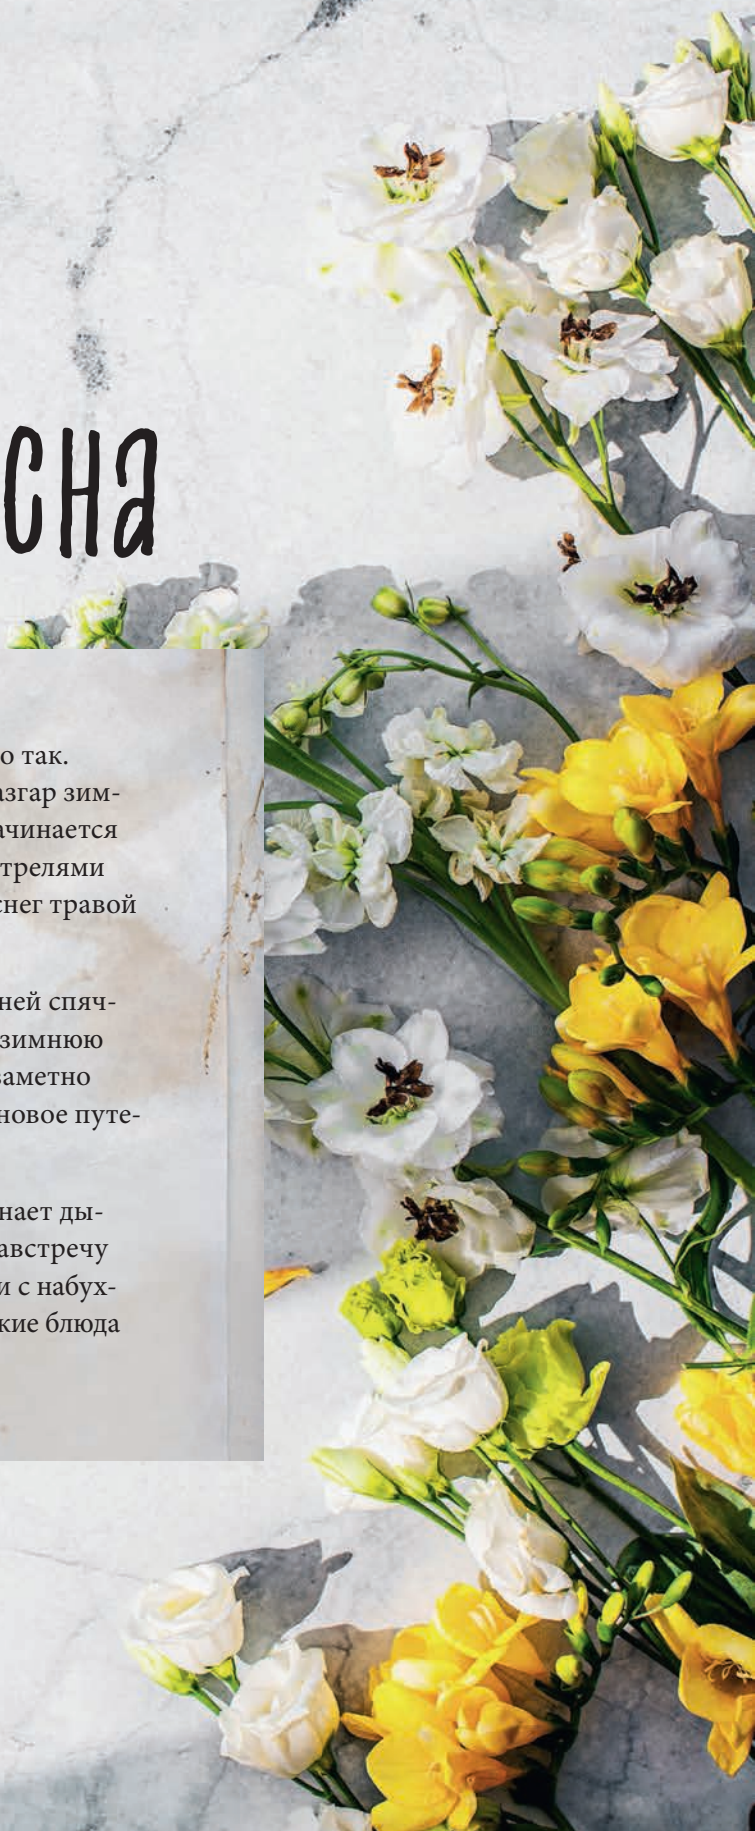 сна
о так.
азгар зим-
ачинается
трелями
снег травой
ней спяч-
зимнюю
заметно
новое путе-
нает ды-
австречу
и с набух-
кие блюда